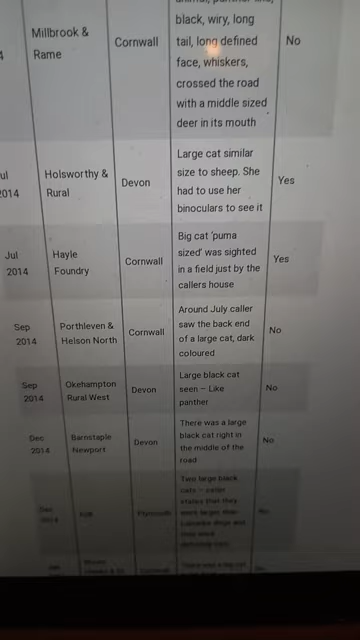 black, wiry, long
Millbrook & Cornwall tail, long defined No
Rame face, whiskers,
crossed the road
with a middle sized
deer in its mouth
Large cat similar
Holsworthy & Devon size to sheep. She Yes
2014 Rural had to use her
binoculars to see it
Big cat ‘puma
Jul Hayle Cornwall sized’ was sighted Yes
2014 Foundry in a field just by the
callers house
Around July caller
Sep Porthleven & Cornwall saw the back end No
2014 Helson North of a large cat, dark
coloured
Sep Okehampton Devon Large black cat No
2014 Rural West seen – Like
panther
There was a large
Dec Barnstaple Devon black cat right in No
2014 Newport the middle of the
road
Two large black
cats – caller
Plymouth states that they